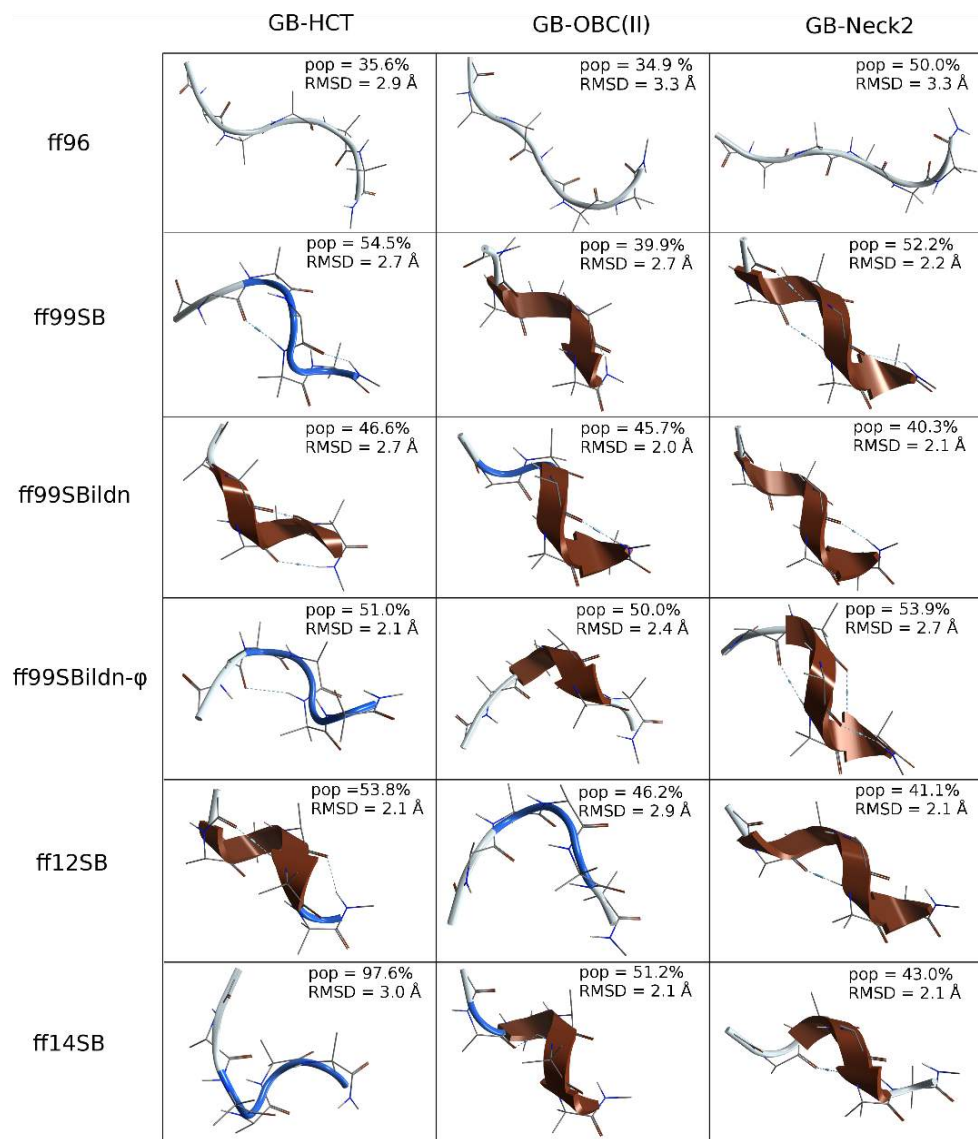 GB-HCT GB-OBC(II) GB-Neck2
ff96
pop = 35.6%
RMSD = 2.9 Å
pop = 34.9 %
RMSD = 3.3 Å
pop = 50.0%
RMSD = 3.3 Å
ff99SB
pop = 54.5%
RMSD = 2.7 Å
pop = 39.9%
RMSD = 2.7 Å
pop = 52.2%
RMSD = 2.2 Å
ff99SBildn
pop = 46.6%
RMSD = 2.7 Å
pop = 45.7%
RMSD = 2.0 Å
pop = 40.3%
RMSD = 2.1 Å
ff99SBildn-φ
pop = 51.0%
RMSD = 2.1 Å
pop = 50.0%
RMSD = 2.4 Å
pop = 53.9%
RMSD = 2.7 Å
ff12SB
pop =53.8%
RMSD = 2.1 Å
pop = 46.2%
RMSD = 2.9 Å
pop = 41.1%
RMSD = 2.1 Å
ff14SB
pop = 97.6%
RMSD = 3.0 Å
pop = 51.2%
RMSD = 2.1 Å
pop = 43.0%
RMSD = 2.1 Å